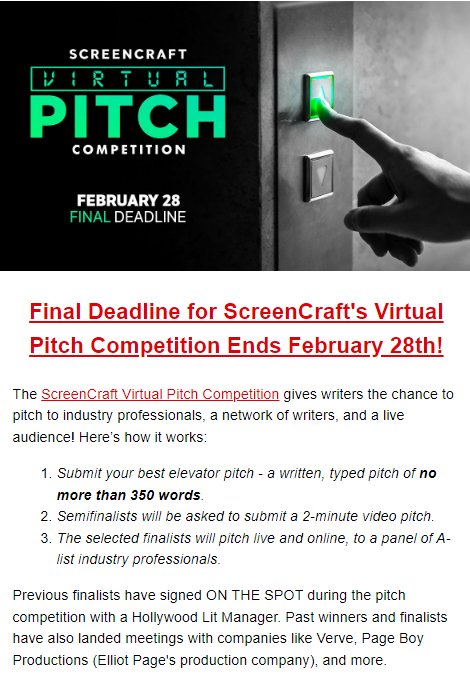 SCREENCRAFT
VIRTUAL
PITCH
COMPETITION
FEBRUARY 28
FINAL DEADLINE
Final Deadline for ScreenCraft's Virtual
Pitch Competition Ends February 28th!
The ScreenCraft Virtual Pitch Competition gives writers the chance to
pitch to industry professionals, a network of writers, and a live
audience! Here’s how it works:
1. Submit your best elevator pitch - a written, typed pitch of no
more than 350 words.
2. Semifinalists will be asked to submit a 2-minute video pitch.
3. The selected finalists will pitch live and online, to a panel of A-
list industry professionals.
Previous finalists have signed ON THE SPOT during the pitch
competition with a Hollywood Lit Manager. Past winners and finalists
have also landed meetings with companies like Verve, Page Boy
Productions (Elliot Page's production company), and more.